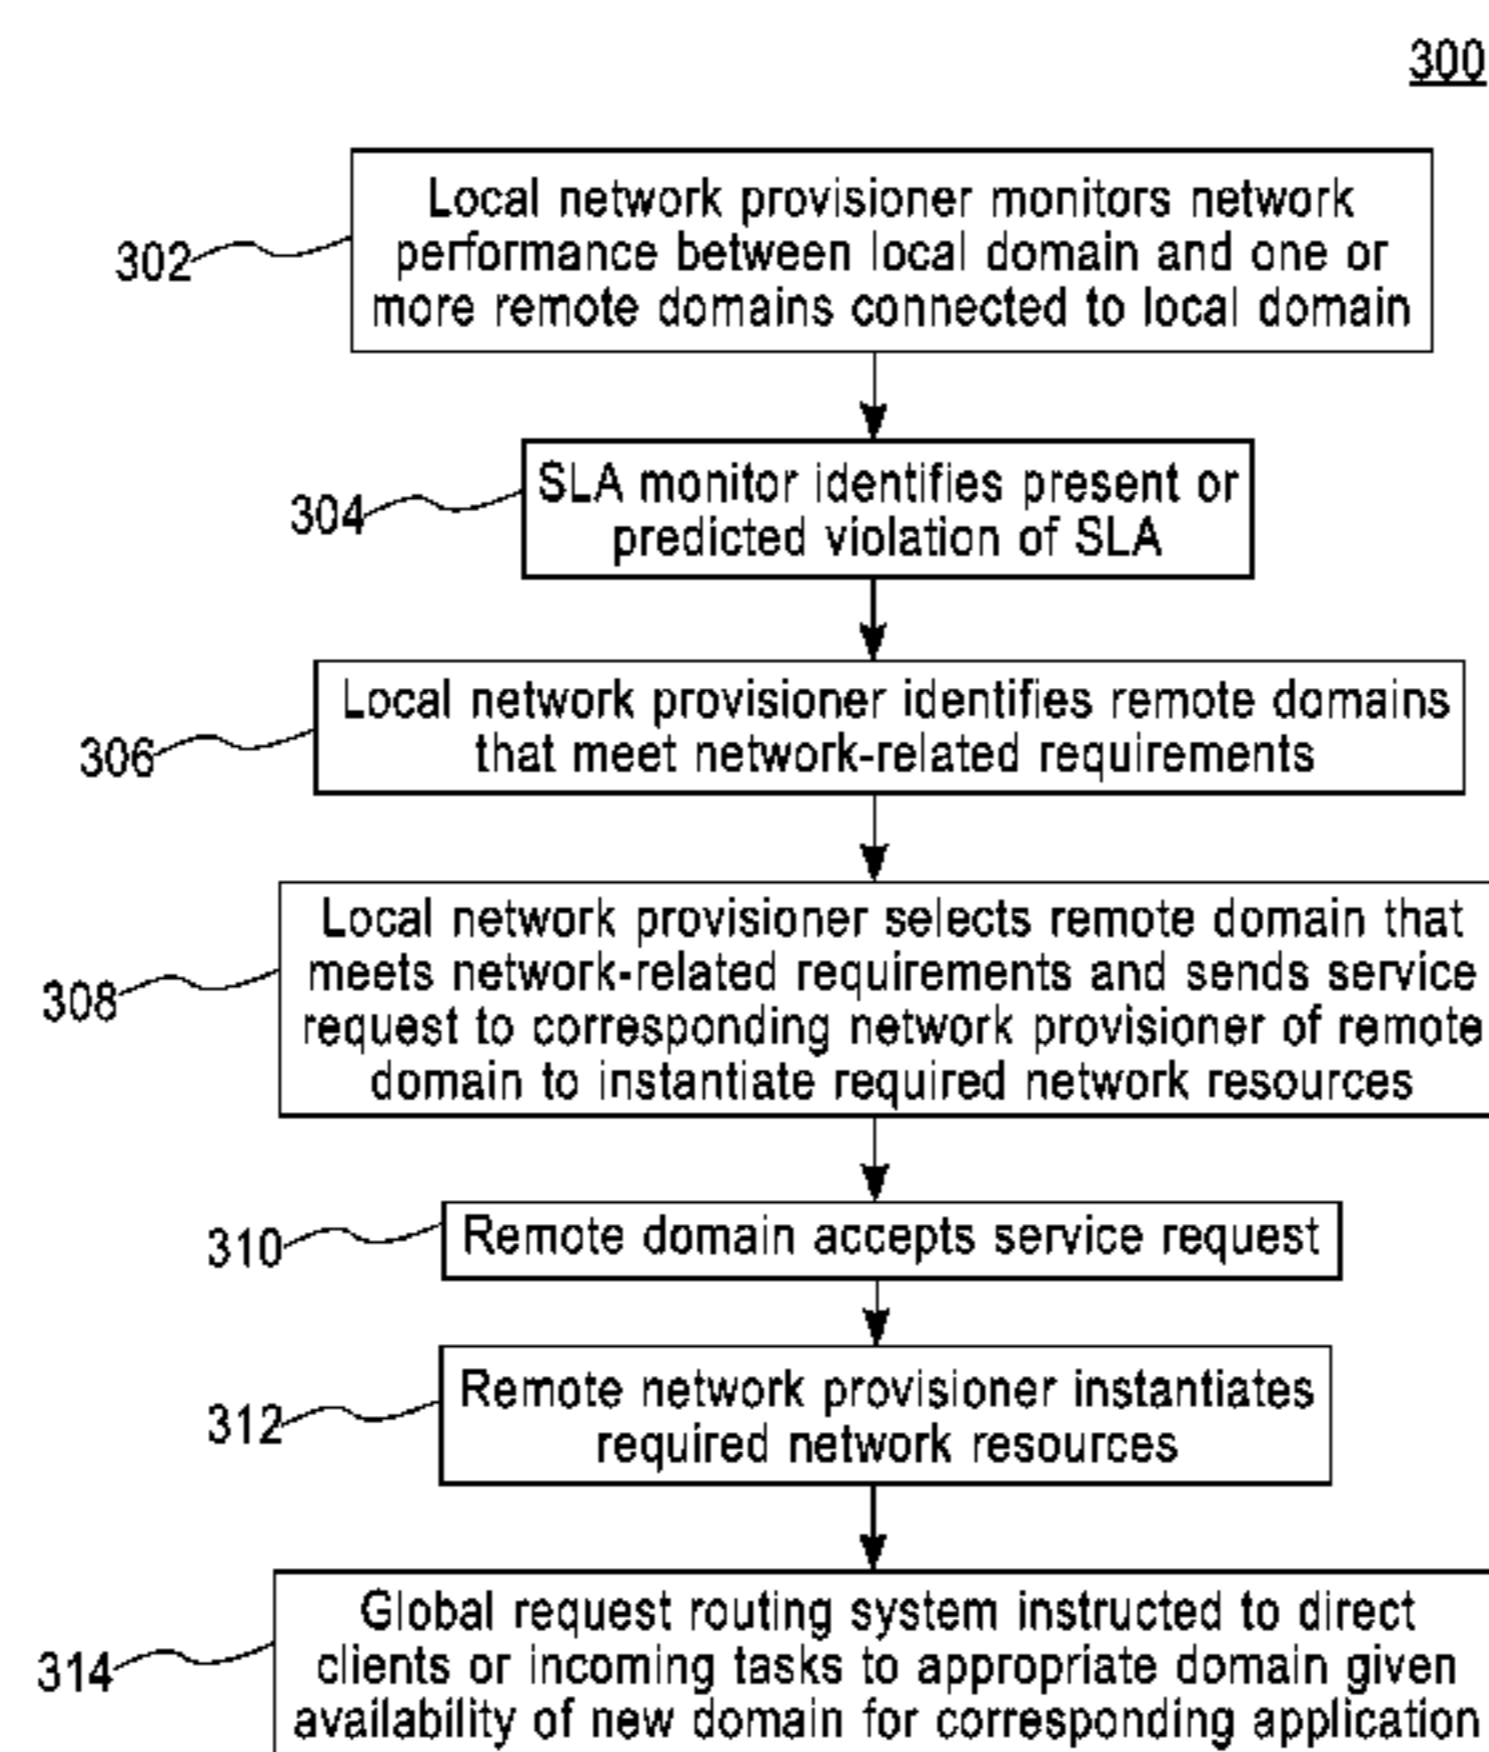 300
302
Local network provisioner monitors network
performance between local domain and one or
more remote domains connected to local domain
304
SLA monitor identifies present or
predicted violation of SLA
306
Local network provisioner identifies remote domains
that meet network-related requirements
308
Local network provisioner selects remote domain that
meets network-related requirements and sends service
request to corresponding network provisioner of remote
domain to instantiate required network resources
310
Remote domain accepts service request
312
Remote network provisioner instantiates
required network resources
314
Global request routing system instructed to direct
clients or incoming tasks to appropriate domain given
availability of new domain for corresponding application